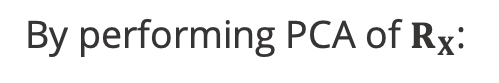 By performing PCA of 𝐑𝐗: